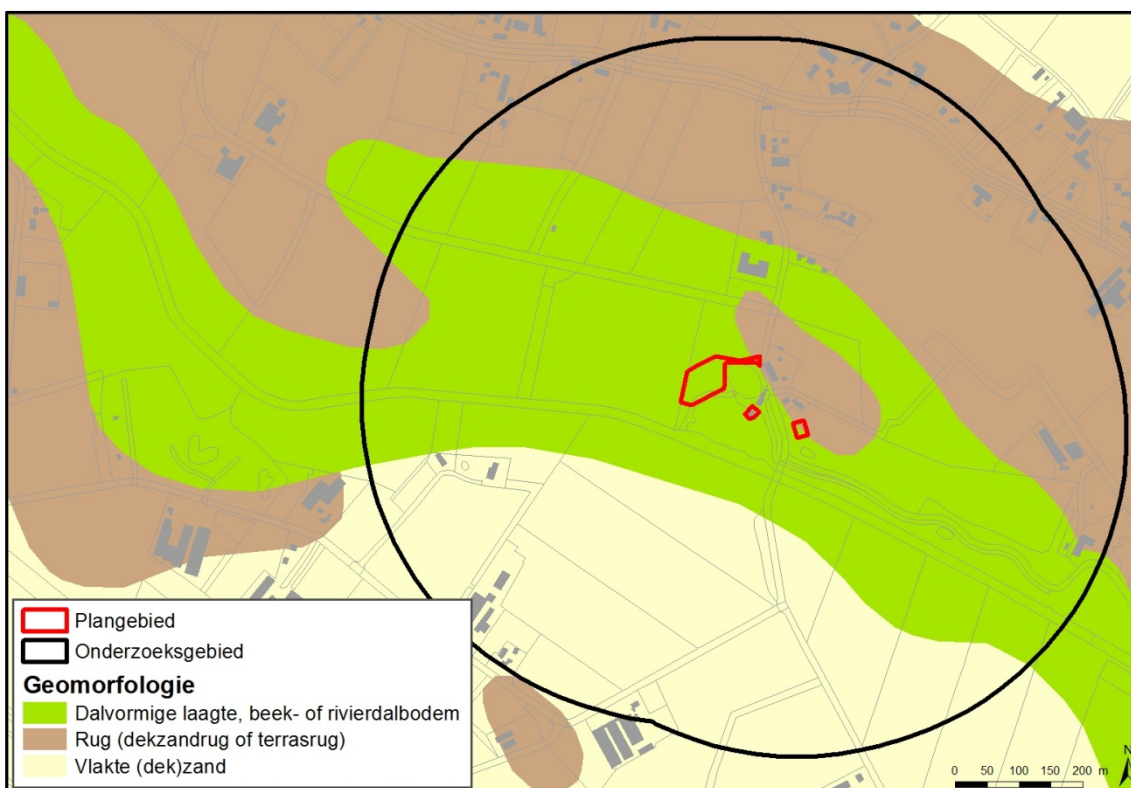 Plangebied
Onderzoeksgebied
Geomorfologie
Dalvormige laagte, beek- of rivierdalbodem
Rug (dekzandrug of terrasrug)
Vlakte (dek)zand
N
0 50 100 150 200 m